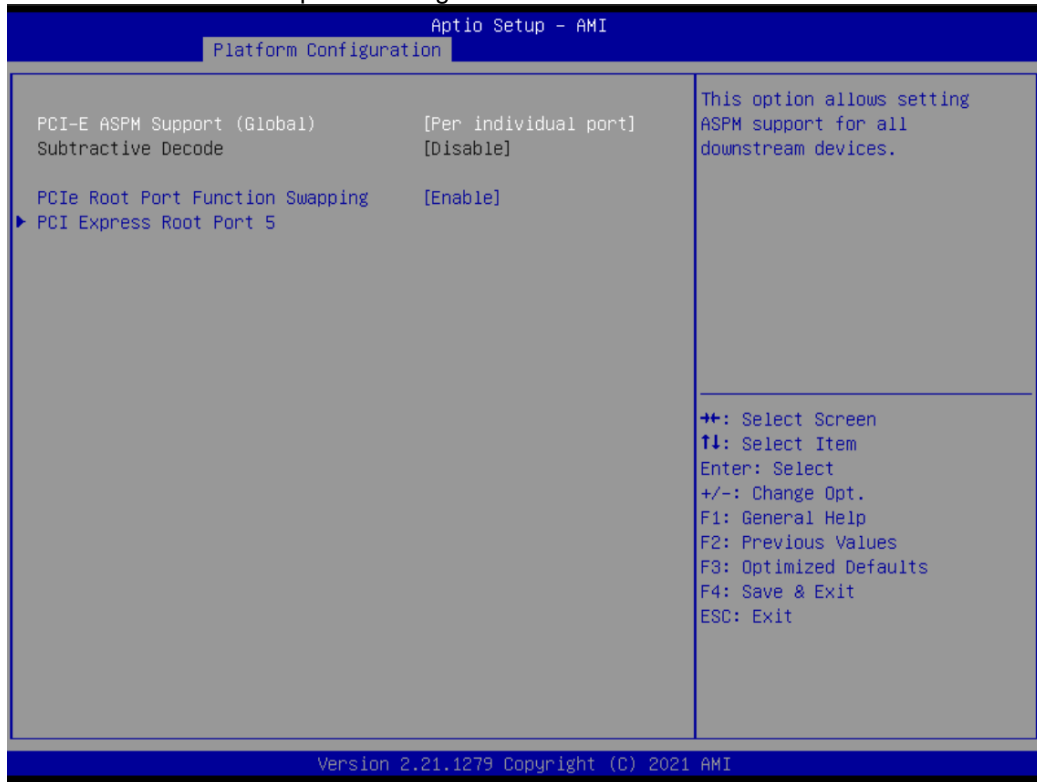 Aptio Setup – AMI
Platform Configuration
PCI-E ASPM Support (Global) [Per individual port]
Subtractive Decode [Disable]
PCIe Root Port Function Swapping [Enable]
► PCI Express Root Port 5
This option allows setting
ASPM support for all
downstream devices.
→←: Select Screen
↑↓: Select Item
Enter: Select
+/-: Change Opt.
F1: General Help
F2: Previous Values
F3: Optimized Defaults
F4: Save & Exit
ESC: Exit
Version 2.21.1279 Copyright (C) 2021 AMI